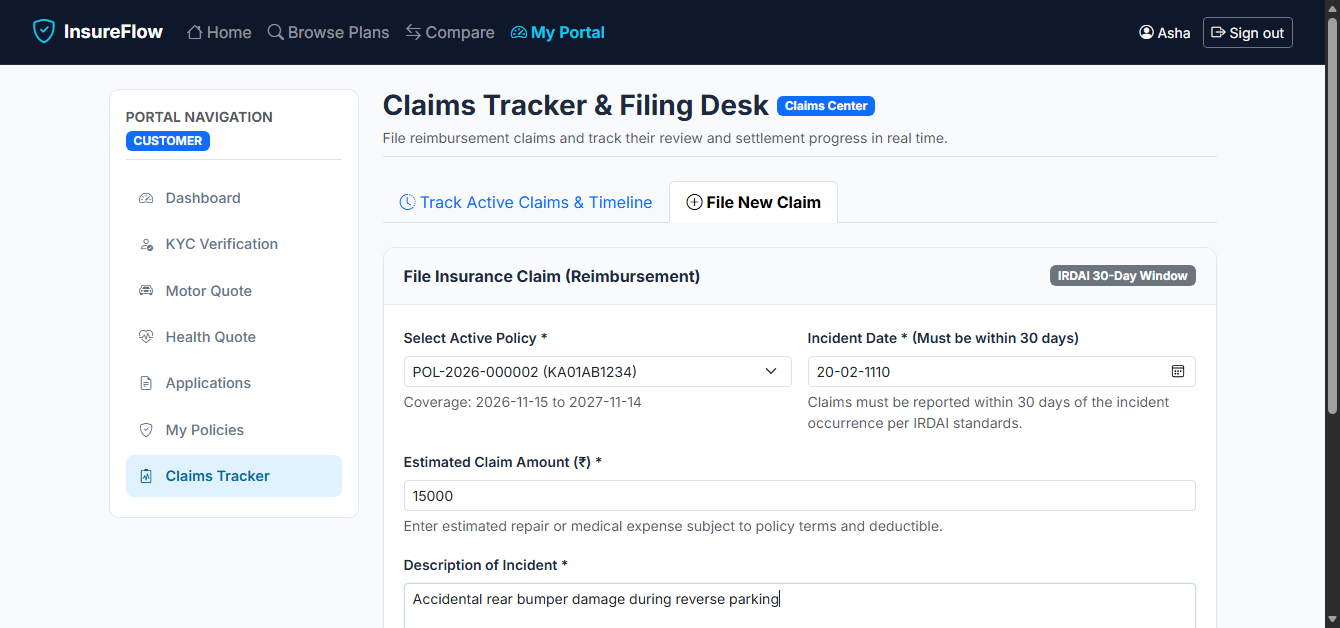 InsureFlow Home Browse Plans Compare My Portal Asha Sign out
PORTAL NAVIGATION
CUSTOMER
Dashboard
KYC Verification
Motor Quote
Health Quote
Applications
My Policies
Claims Tracker
Claims Tracker & Filing Desk Claims Center
File reimbursement claims and track their review and settlement progress in real time.
Track Active Claims & Timeline File New Claim
File Insurance Claim (Reimbursement) IRDAI 30-Day Window
Select Active Policy *
POL-2026-000002 (KA01AB1234)
Coverage: 2026-11-15 to 2027-11-14
Incident Date * (Must be within 30 days)
20-02-1110
Claims must be reported within 30 days of the incident
occurrence per IRDAI standards.
Estimated Claim Amount (₹) *
15000
Enter estimated repair or medical expense subject to policy terms and deductible.
Description of Incident *
Accidental rear bumper damage during reverse parking